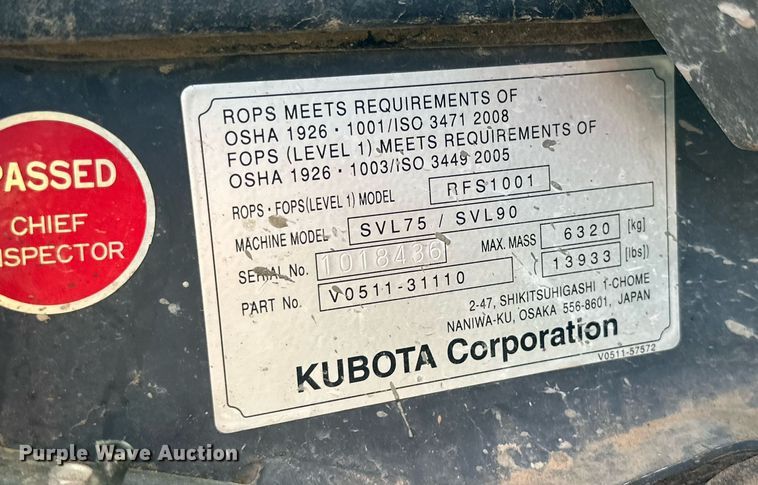 ROPS MEETS REQUIREMENTS OF
OSHA 1926・1001/ISO 3471 2008
FOPS (LEVEL 1) MEETS REQUIREMENTS OF
OSHA 1926・1003/ISO 3449 2005
ROPS・FOPS(LEVEL 1) MODEL RFS1001
MACHINE MODEL SVL75 / SVL90
SERIAL No. 1018436 MAX. MASS 6320 [kg]
13933 [lbs])
PART No. V0511-31110
2-47, SHIKITSUHIGASHI 1-CHOME
NANIWA-KU, OSAKA 556-8601, JAPAN
KUBOTA Corporation
V0511-57572
PASSED
CHIEF
INSPECTOR
Purple Wave Auction